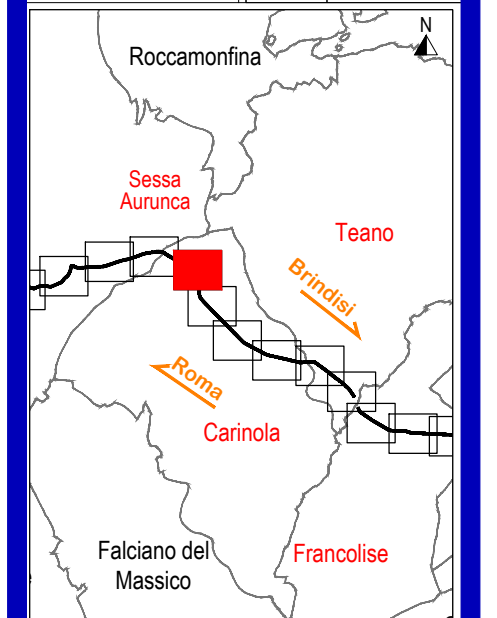 N
Roccamonfina
Sessa
Aurunca
Teano
Brindisi
Roma
Carinola
Falciano del
Massico
Francolise